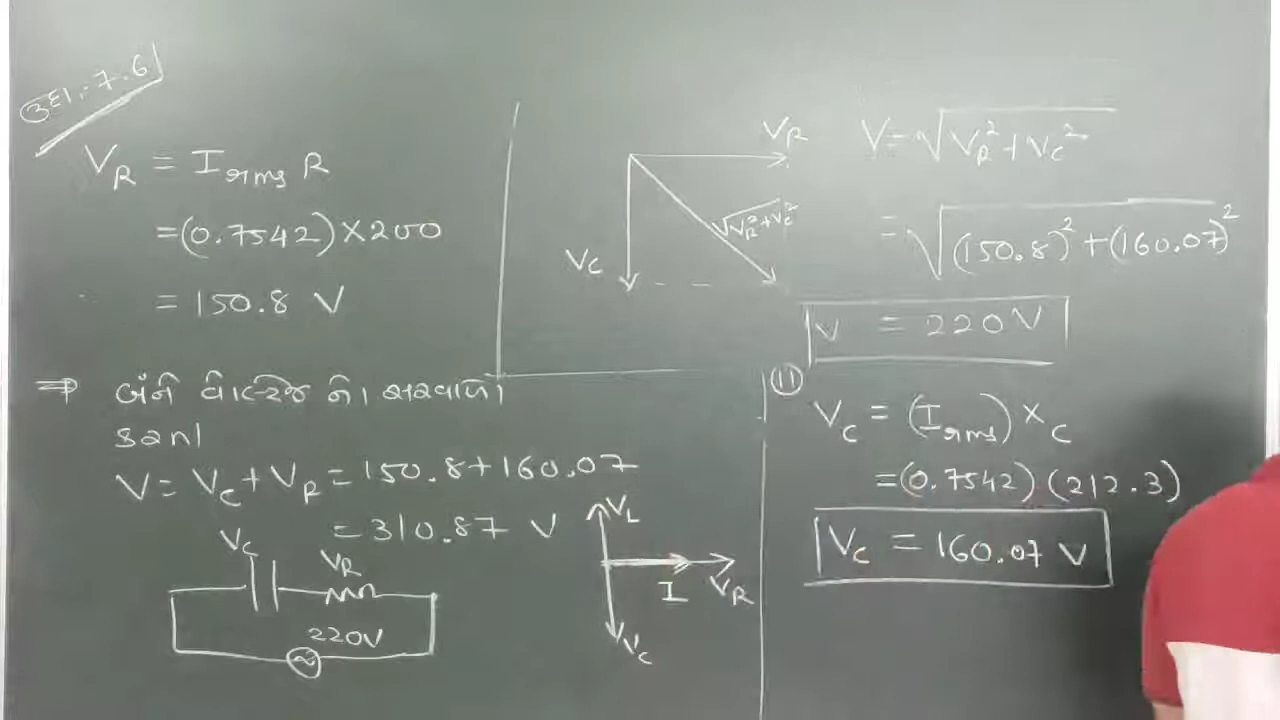 ઉદા.-7.6
V_R = I_rms R
=(0.7542)×200
= 150.8 V
⇒ બંને વોલ્ટેજ નો સરવાળો
કરતાં
V = V_C + V_R = 150.8+160.07
= 310.87 V
V_C
V_R
220V
V_R
V_C
√V_R²+V_C²
V_L
I V_R
V_C
V = √V_R²+V_C²
= √(150.8)²+(160.07)²
V = 220V
(11)
V_C = (I_rms) X_C
=(0.7542)(212.3)
V_C = 160.07 V